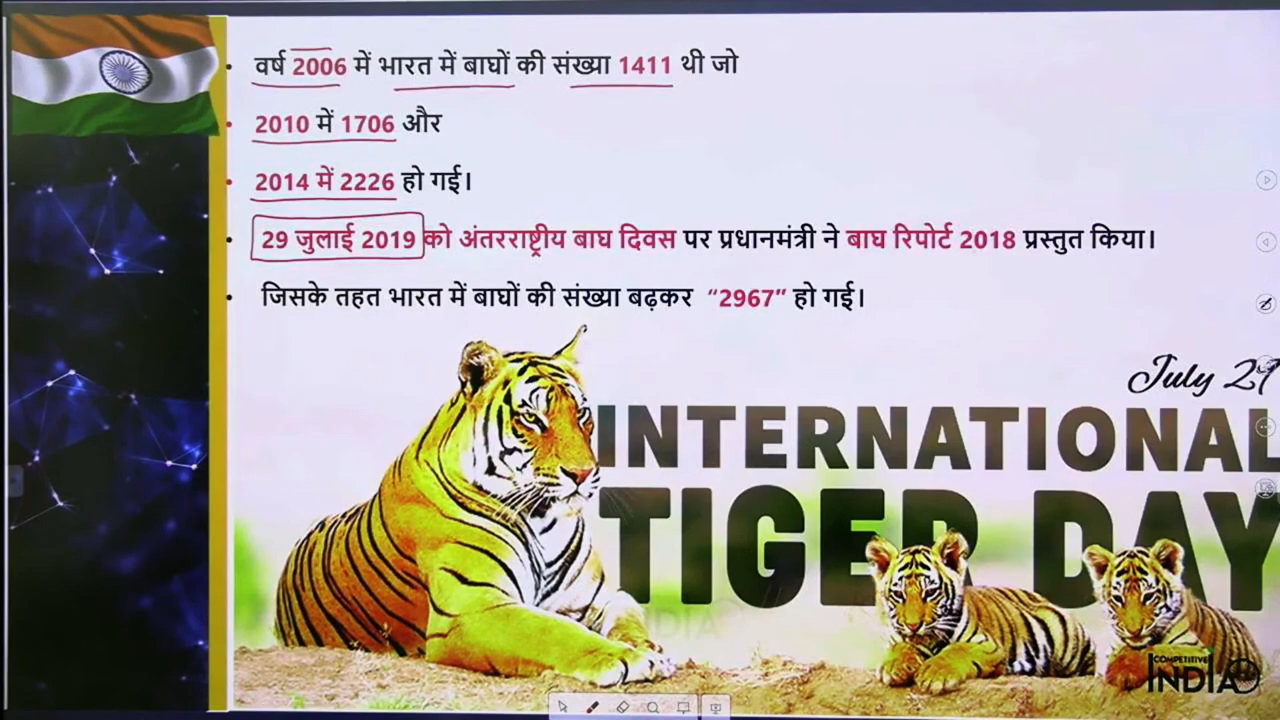 • वर्ष 2006 में भारत में बाघों की संख्या 1411 थी जो
• 2010 में 1706 और
• 2014 में 2226 हो गई।
• 29 जुलाई 2019 को अंतरराष्ट्रीय बाघ दिवस पर प्रधानमंत्री ने बाघ रिपोर्ट 2018 प्रस्तुत किया।
• जिसके तहत भारत में बाघों की संख्या बढ़कर “2967” हो गई।
July 29
INTERNATIONAL
TIGER DAY
COMPETITIVE
INDIA